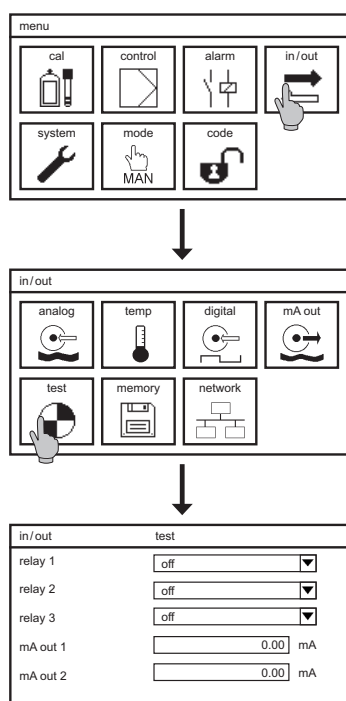 menu
cal control alarm in/out
system mode code
MAN
in/out
analog temp digital mA out
test memory network
in/out test
relay 1 off
relay 2 off
relay 3 off
mA out 1 0.00 mA
mA out 2 0.00 mA